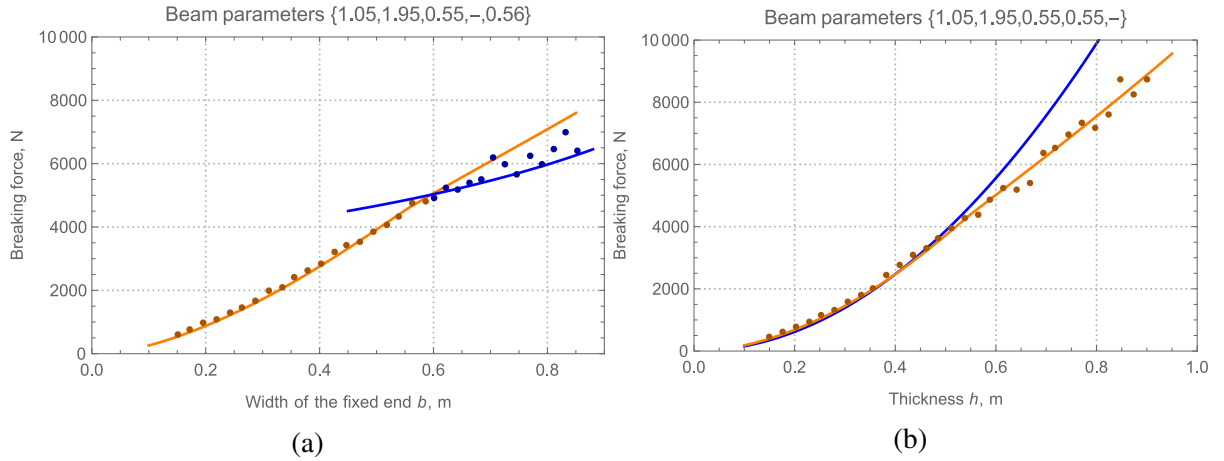 Beam parameters {1.05,1.95,0.55,-,0.56}
Breaking force, N
10 000
8000
6000
4000
2000
0
0.0 0.2 0.4 0.6 0.8
Width of the fixed end b, m
(a)
Beam parameters {1.05,1.95,0.55,0.55,-}
Breaking force, N
10 000
8000
6000
4000
2000
0
0.0 0.2 0.4 0.6 0.8 1.0
Thickness h, m
(b)